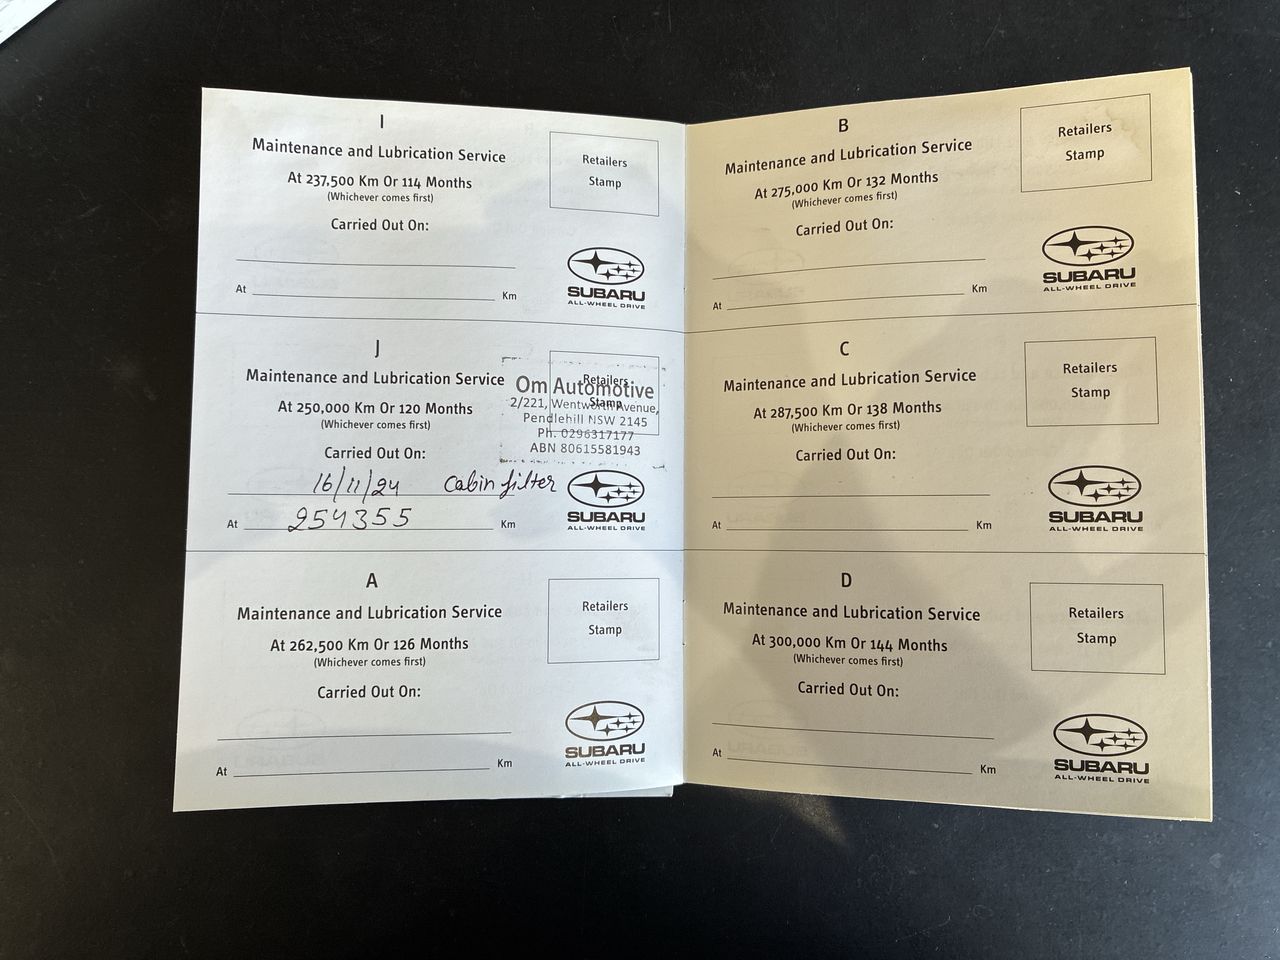 I
Maintenance and Lubrication Service
At 237,500 Km Or 114 Months
(Whichever comes first)
Carried Out On:
At Km
Retailers
Stamp
SUBARU
ALL-WHEEL DRIVE
J
Maintenance and Lubrication Service
At 250,000 Km Or 120 Months
(Whichever comes first)
Carried Out On:
16/11/24 Cabin filter
At 254355 Km
Retailers
Stamp
Om Automotive
2/221, Wentworth Avenue,
Pendlehill NSW 2145
Ph. 0296317177
ABN 80615581943
SUBARU
ALL-WHEEL DRIVE
A
Maintenance and Lubrication Service
At 262,500 Km Or 126 Months
(Whichever comes first)
Carried Out On:
At Km
Retailers
Stamp
SUBARU
ALL-WHEEL DRIVE
B
Maintenance and Lubrication Service
At 275,000 Km Or 132 Months
(Whichever comes first)
Carried Out On:
At Km
Retailers
Stamp
SUBARU
ALL-WHEEL DRIVE
C
Maintenance and Lubrication Service
At 287,500 Km Or 138 Months
(Whichever comes first)
Carried Out On:
At Km
Retailers
Stamp
SUBARU
ALL-WHEEL DRIVE
D
Maintenance and Lubrication Service
At 300,000 Km Or 144 Months
(Whichever comes first)
Carried Out On:
At Km
Retailers
Stamp
SUBARU
ALL-WHEEL DRIVE